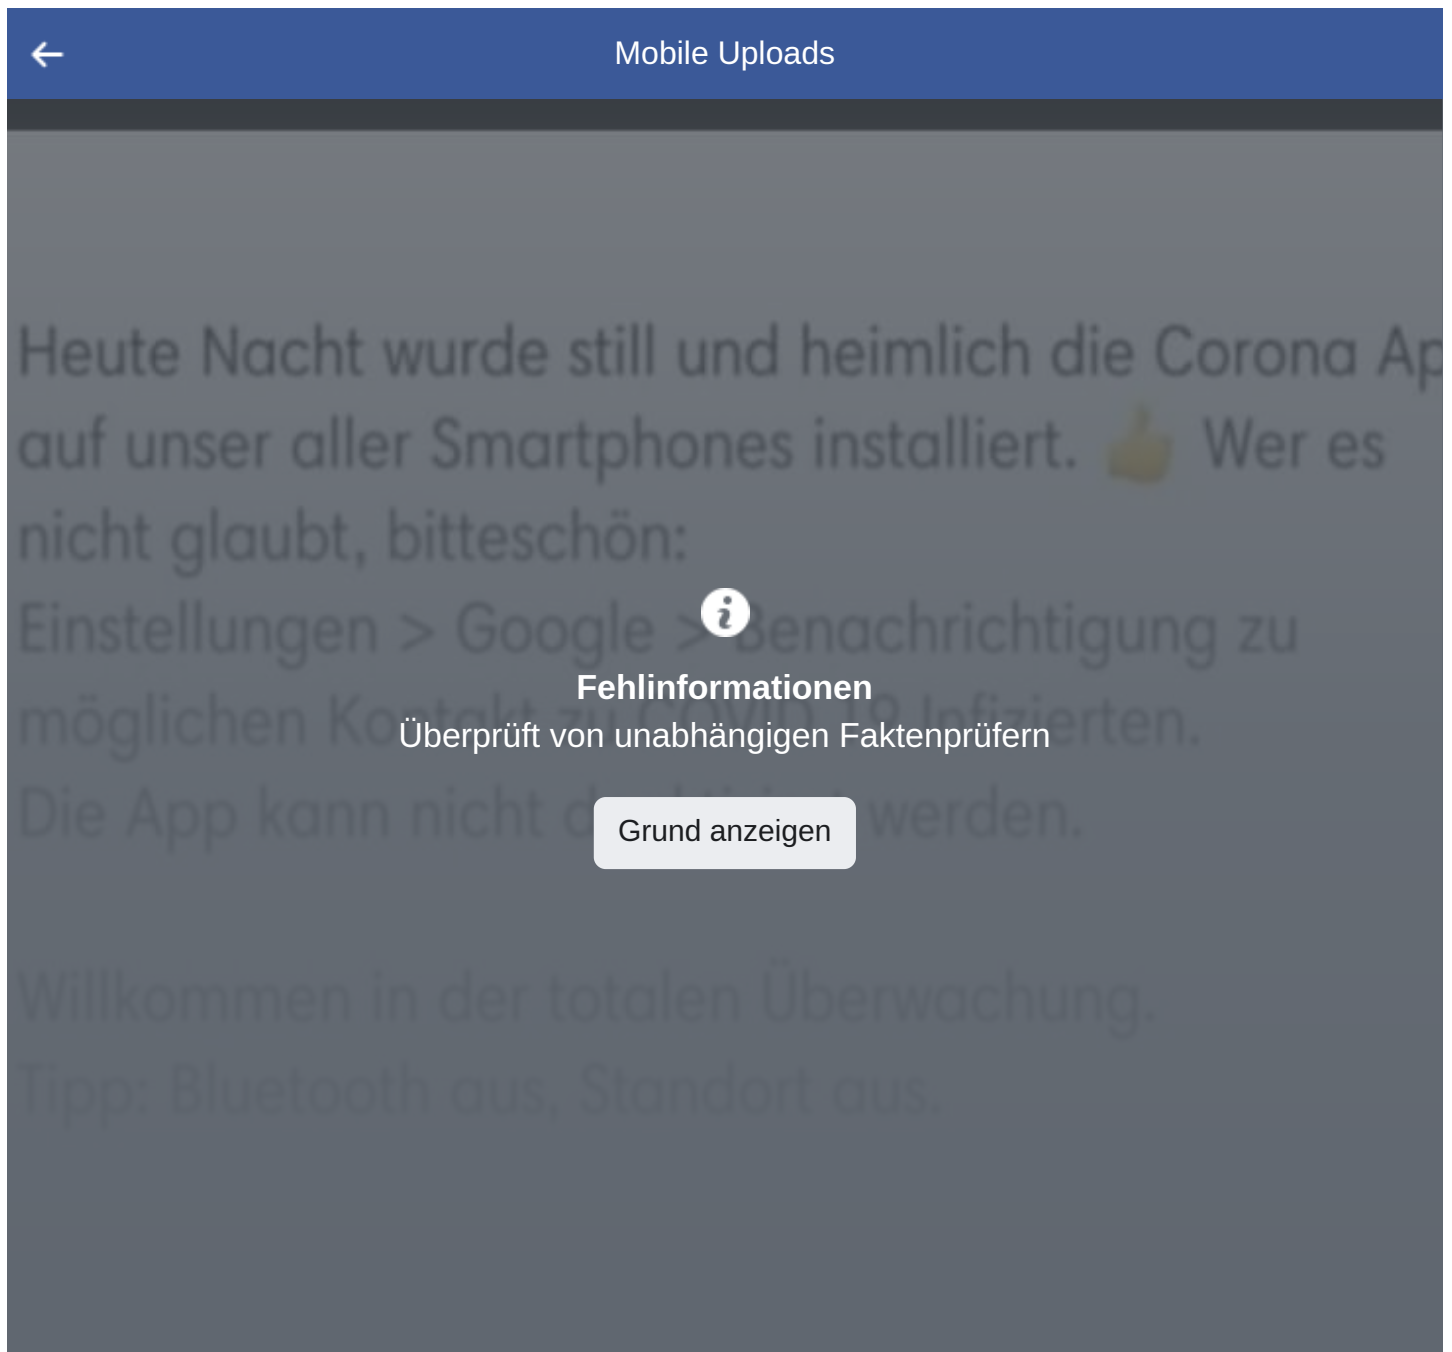 Mobile Uploads
Heute Nacht wurde still und heimlich die Corona Ap
auf unser aller Smartphones installiert. 👍 Wer es
nicht glaubt, bitteschön:
Einstellungen > Google > Benachrichtigung zu
möglichen Kontakt zu COVID-19 Infizierten.
Die App kann nicht werden.
Fehlinformationen
Überprüft von unabhängigen Faktenprüfern
Grund anzeigen
Willkommen in der totalen Überwachung.
Tipp: Bluetooth aus, Standort aus.